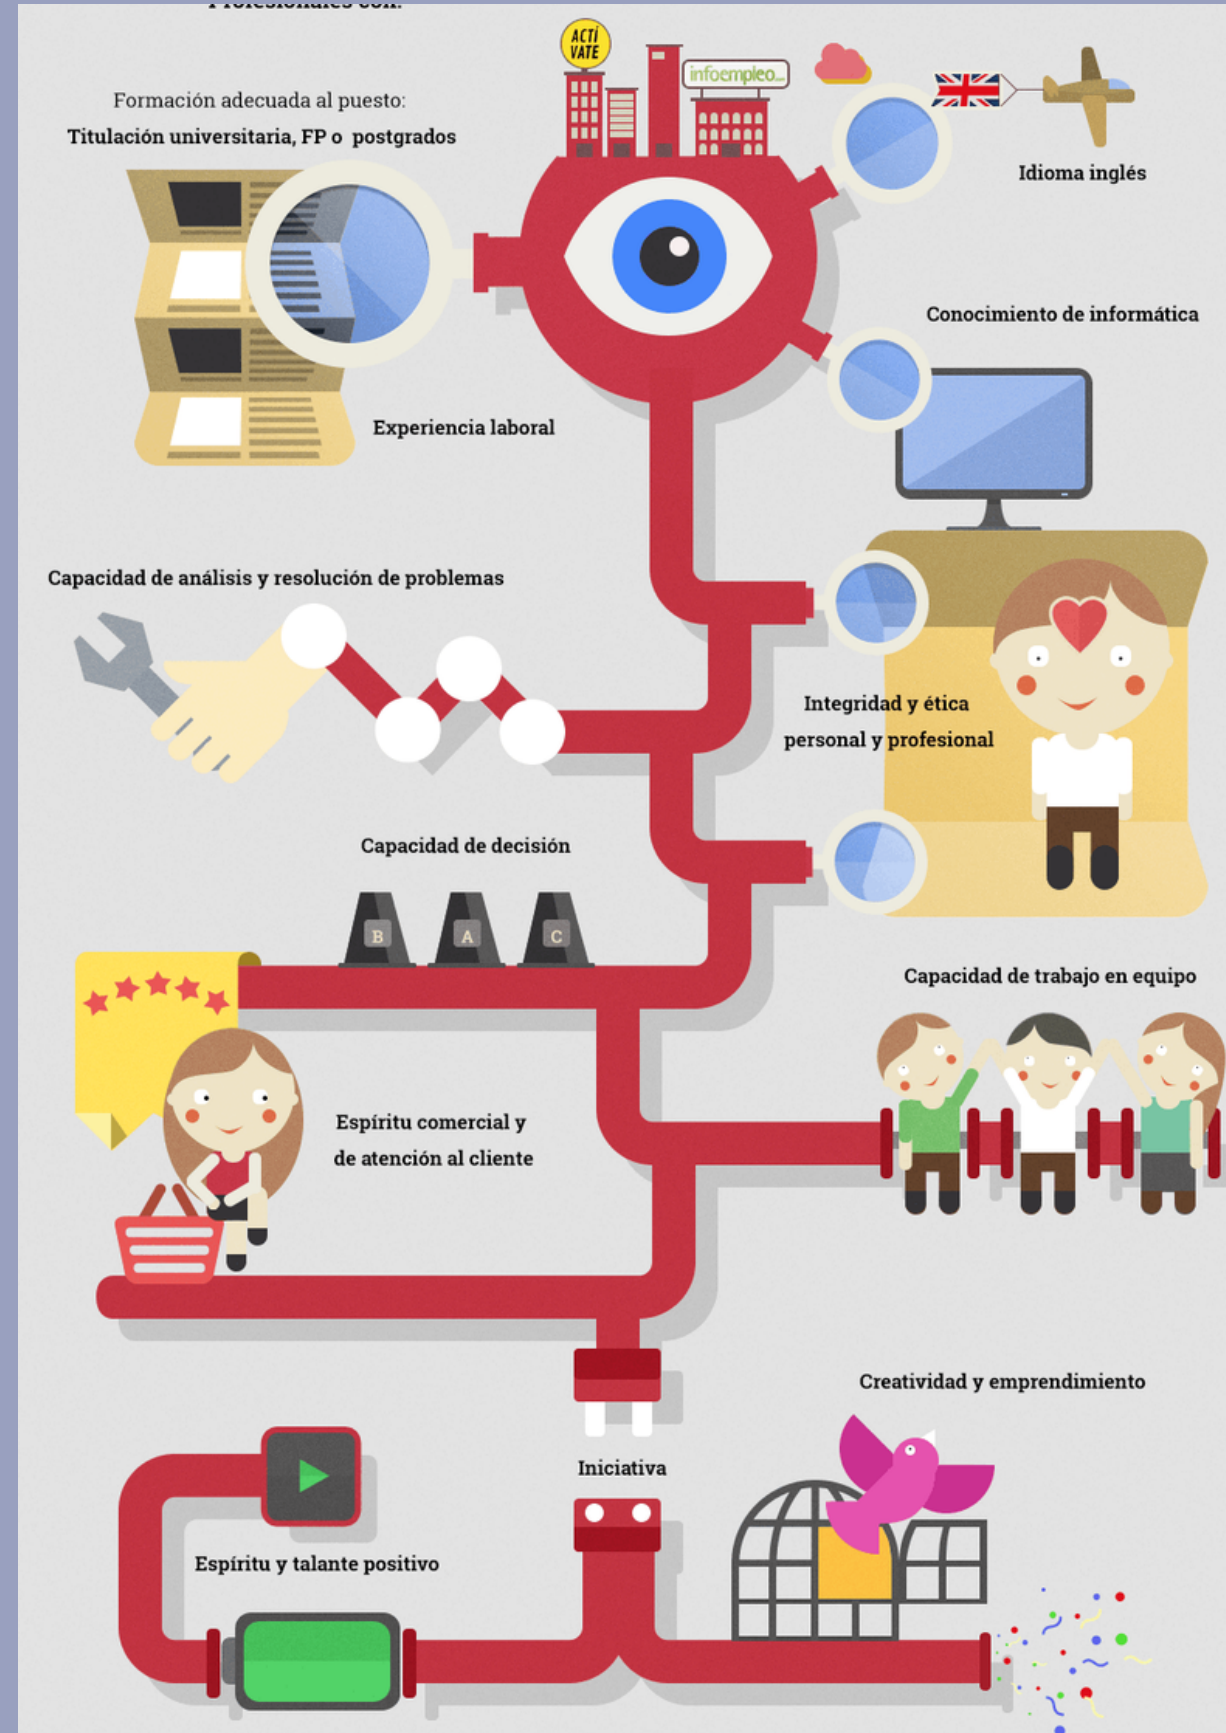 Profesionales con:
ACTÍ
VATE
infoempleo
Formación adecuada al puesto:
Titulación universitaria, FP o postgrados
Idioma inglés
Conocimiento de informática
Experiencia laboral
Capacidad de análisis y resolución de problemas
Integridad y ética
personal y profesional
Capacidad de decisión
B A C
Capacidad de trabajo en equipo
Espíritu comercial y
de atención al cliente
Creatividad y emprendimiento
Iniciativa
Espíritu y talante positivo